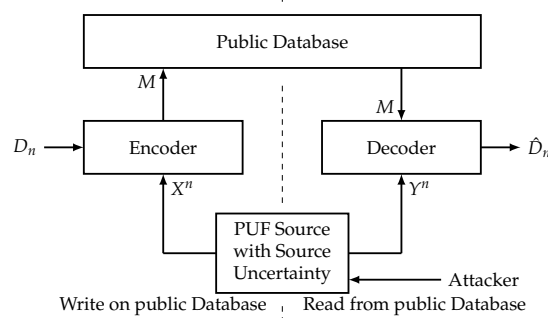 Public Database
M
M
D_n
Encoder
Decoder
D̂_n
X^n
Y^n
PUF Source
with Source
Uncertainty
Attacker
Write on public Database
Read from public Database